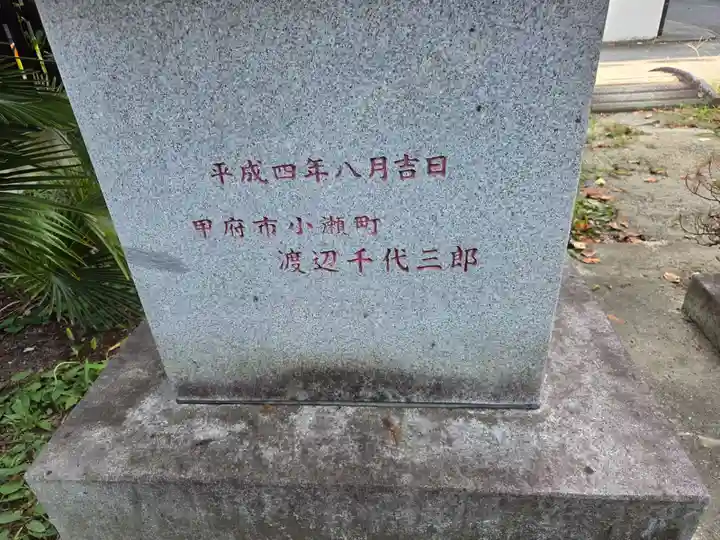 平成四年八月吉日
甲府市小瀬町
渡辺千代三郎